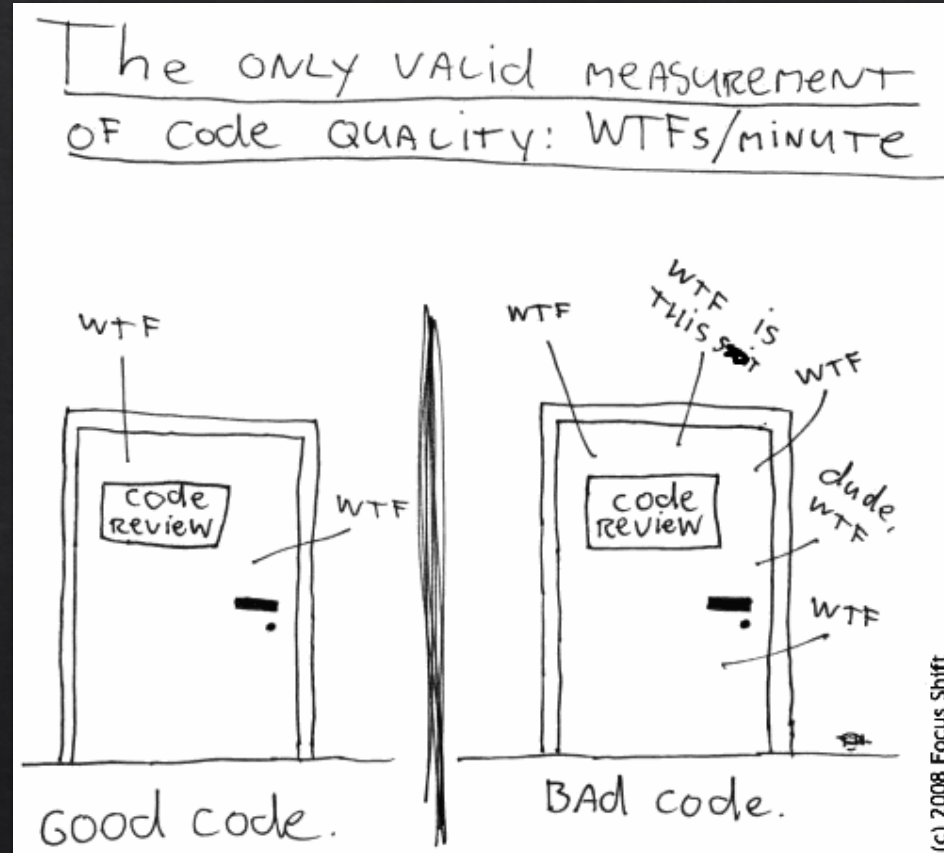 The ONLY VALid MEASUREMENT
OF Code QUALITY: WTFs/MINUTE
WTF
CODE
REVIEW
WTF
GOOD CODE.
WTF
WTF is
THIS
WTF
CODE
REVIEW
dude,
WTF
WTF
BAd code.
(c) 2008 Focus Shift